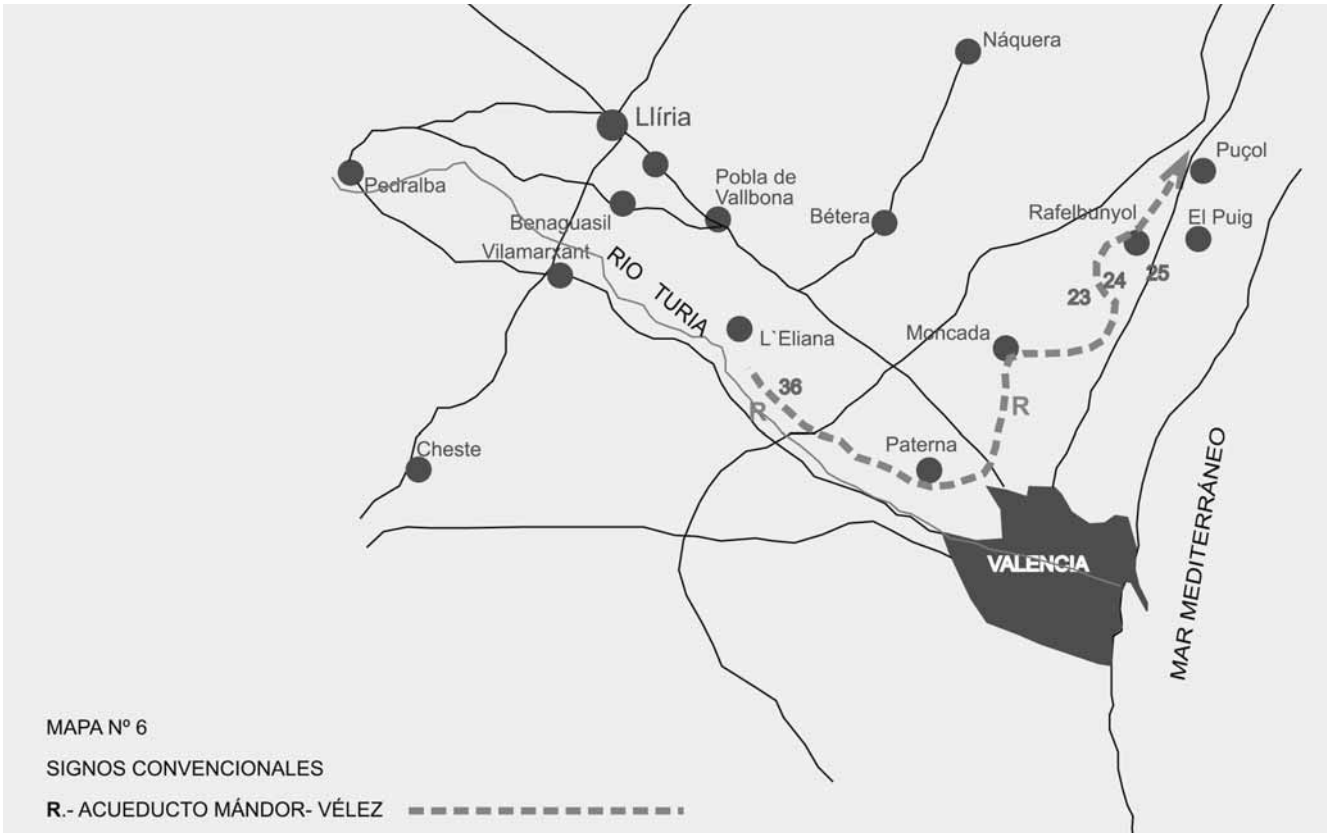 Náquera
Llíria
Puçol
Pedralba
Pobla de
Vallbona
Rafelbunyol
El Puig
Benaguasil
Bétera
Vilamarxant
RIO TURIA
23
24
25
L`Eliana
Moncada
36
R
R
Cheste
Paterna
MAR MEDITERRÁNEO
VALENCIA
MAPA Nº 6
SIGNOS CONVENCIONALES
R.- ACUEDUCTO MÁNDOR- VÉLEZ